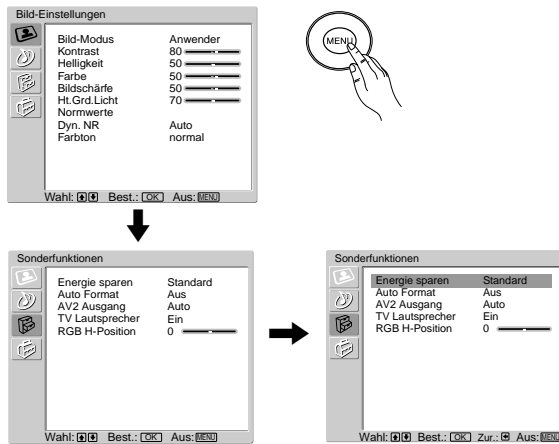 Bild-Einstellungen
Bild-Modus Anwender
Kontrast 80
Helligkeit 50
Farbe 50
Bildschärfe 50
Ht.Grd.Licht 70
Normwerte
Dyn. NR Auto
Farbton normal
Wahl: Best.: OK Aus: MENU
MENU
Sonderfunktionen
Energie sparen Standard
Auto Format Aus
AV2 Ausgang Auto
TV Lautsprecher Ein
RGB H-Position 0
Wahl: Best.: OK Aus: MENU
Sonderfunktionen
Energie sparen Standard
Auto Format Aus
AV2 Ausgang Auto
TV Lautsprecher Ein
RGB H-Position 0
Wahl: Best.: OK Zur.: Aus: MENU